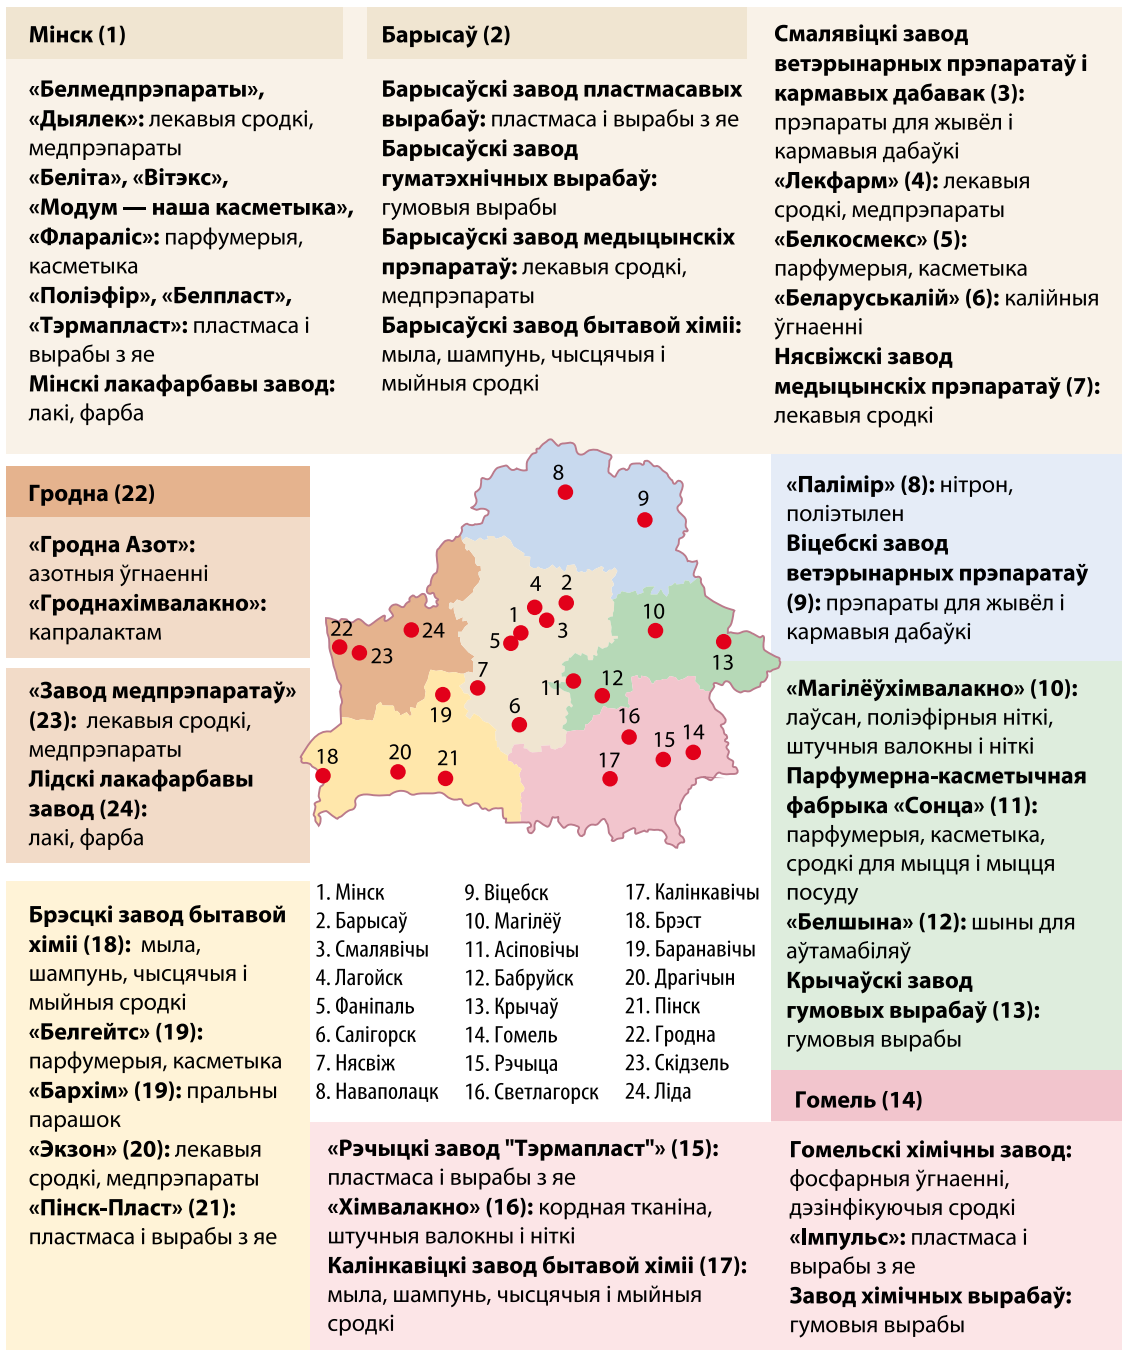 Мінск (1)
«Белмедпрэпараты»,
«Дыялек»: лекавыя сродкі,
медпрэпараты
«Беліта», «Вітэкс»,
«Модум — наша касметыка»,
«Флараліс»: парфумерыя,
касметыка
«Поліэфір», «Белпласт»,
«Тэрмапласт»: пластмаса і
вырабы з яе
Мінскі лакафарбавы завод:
лакі, фарба
Барысаў (2)
Барысаўскі завод пластмасавых
вырабаў: пластмаса і вырабы з яе
Барысаўскі завод
гуматэхнічных вырабаў:
гумовыя вырабы
Барысаўскі завод медыцынскіх
прэпаратаў: лекавыя сродкі,
медпрэпараты
Барысаўскі завод бытавой хіміі:
мыла, шампунь, чысцячыя і
мыйныя сродкі
Смалявіцкі завод
ветэрынарных прэпаратаў і
кармавых дабавак (3):
прэпараты для жывёл і
кармавыя дабаўкі
«Лекфарм» (4): лекавыя
сродкі, медпрэпараты
«Белкосмекс» (5):
парфумерыя, касметыка
«Беларуськалій» (6): калійныя
ўгнаенні
Нясвіжскі завод
медыцынскіх прэпаратаў (7):
лекавыя сродкі
Гродна (22)
«Гродна Азот»:
азотныя ўгнаенні
«Гроднахімвалакно»:
капралактам
«Завод медпрэпаратаў»
(23): лекавыя сродкі,
медпрэпараты
Лідскі лакафарбавы
завод (24):
лакі, фарба
Брэсцкі завод бытавой
хіміі (18): мыла,
шампунь, чысцячыя і
мыйныя сродкі
«Белгейтс» (19):
парфумерыя, касметыка
«Бархім» (19): пральны
парашок
«Экзон» (20): лекавыя
сродкі, медпрэпараты
«Пінск-Пласт» (21):
пластмаса і вырабы з яе
8
9
4
2
1
3
5
10
22
23
24
13
7
11
12
19
6
16
15
14
18
20
21
17
1. Мінск
2. Барысаў
3. Смалявічы
4. Лагойск
5. Фаніпаль
6. Салігорск
7. Нясвіж
8. Наваполацк
9. Віцебск
10. Магілёў
11. Асіповічы
12. Бабруйск
13. Крычаў
14. Гомель
15. Рэчыца
16. Светлагорск
17. Калінкавічы
18. Брэст
19. Баранавічы
20. Драгічын
21. Пінск
22. Гродна
23. Скідзель
24. Ліда
«Палімір» (8): нітрон,
поліэтылен
Віцебскі завод
ветэрынарных прэпаратаў
(9): прэпараты для жывёл і
кармавыя дабаўкі
«Магілёўхімвалакно» (10):
лаўсан, поліэфірныя ніткі,
штучныя валокны і ніткі
Парфумерна-касметычная
фабрыка «Сонца» (11):
парфумерыя, касметыка,
сродкі для мыцця і мыцця
посуду
«Белшына» (12): шыны для
аўтамабіляў
Крычаўскі завод
гумовых вырабаў (13):
гумовыя вырабы
«Рэчыцкі завод "Тэрмапласт"» (15):
пластмаса і вырабы з яе
«Хімвалакно» (16): кордная тканіна,
штучныя валокны і ніткі
Калінкавіцкі завод бытавой хіміі (17):
мыла, шампунь, чысцячыя і мыйныя
сродкі
Гомель (14)
Гомельскі хімічны завод:
фосфарныя ўгнаенні,
дэзінфікуючыя сродкі
«Імпульс»: пластмаса і
вырабы з яе
Завод хімічных вырабаў:
гумовыя вырабы